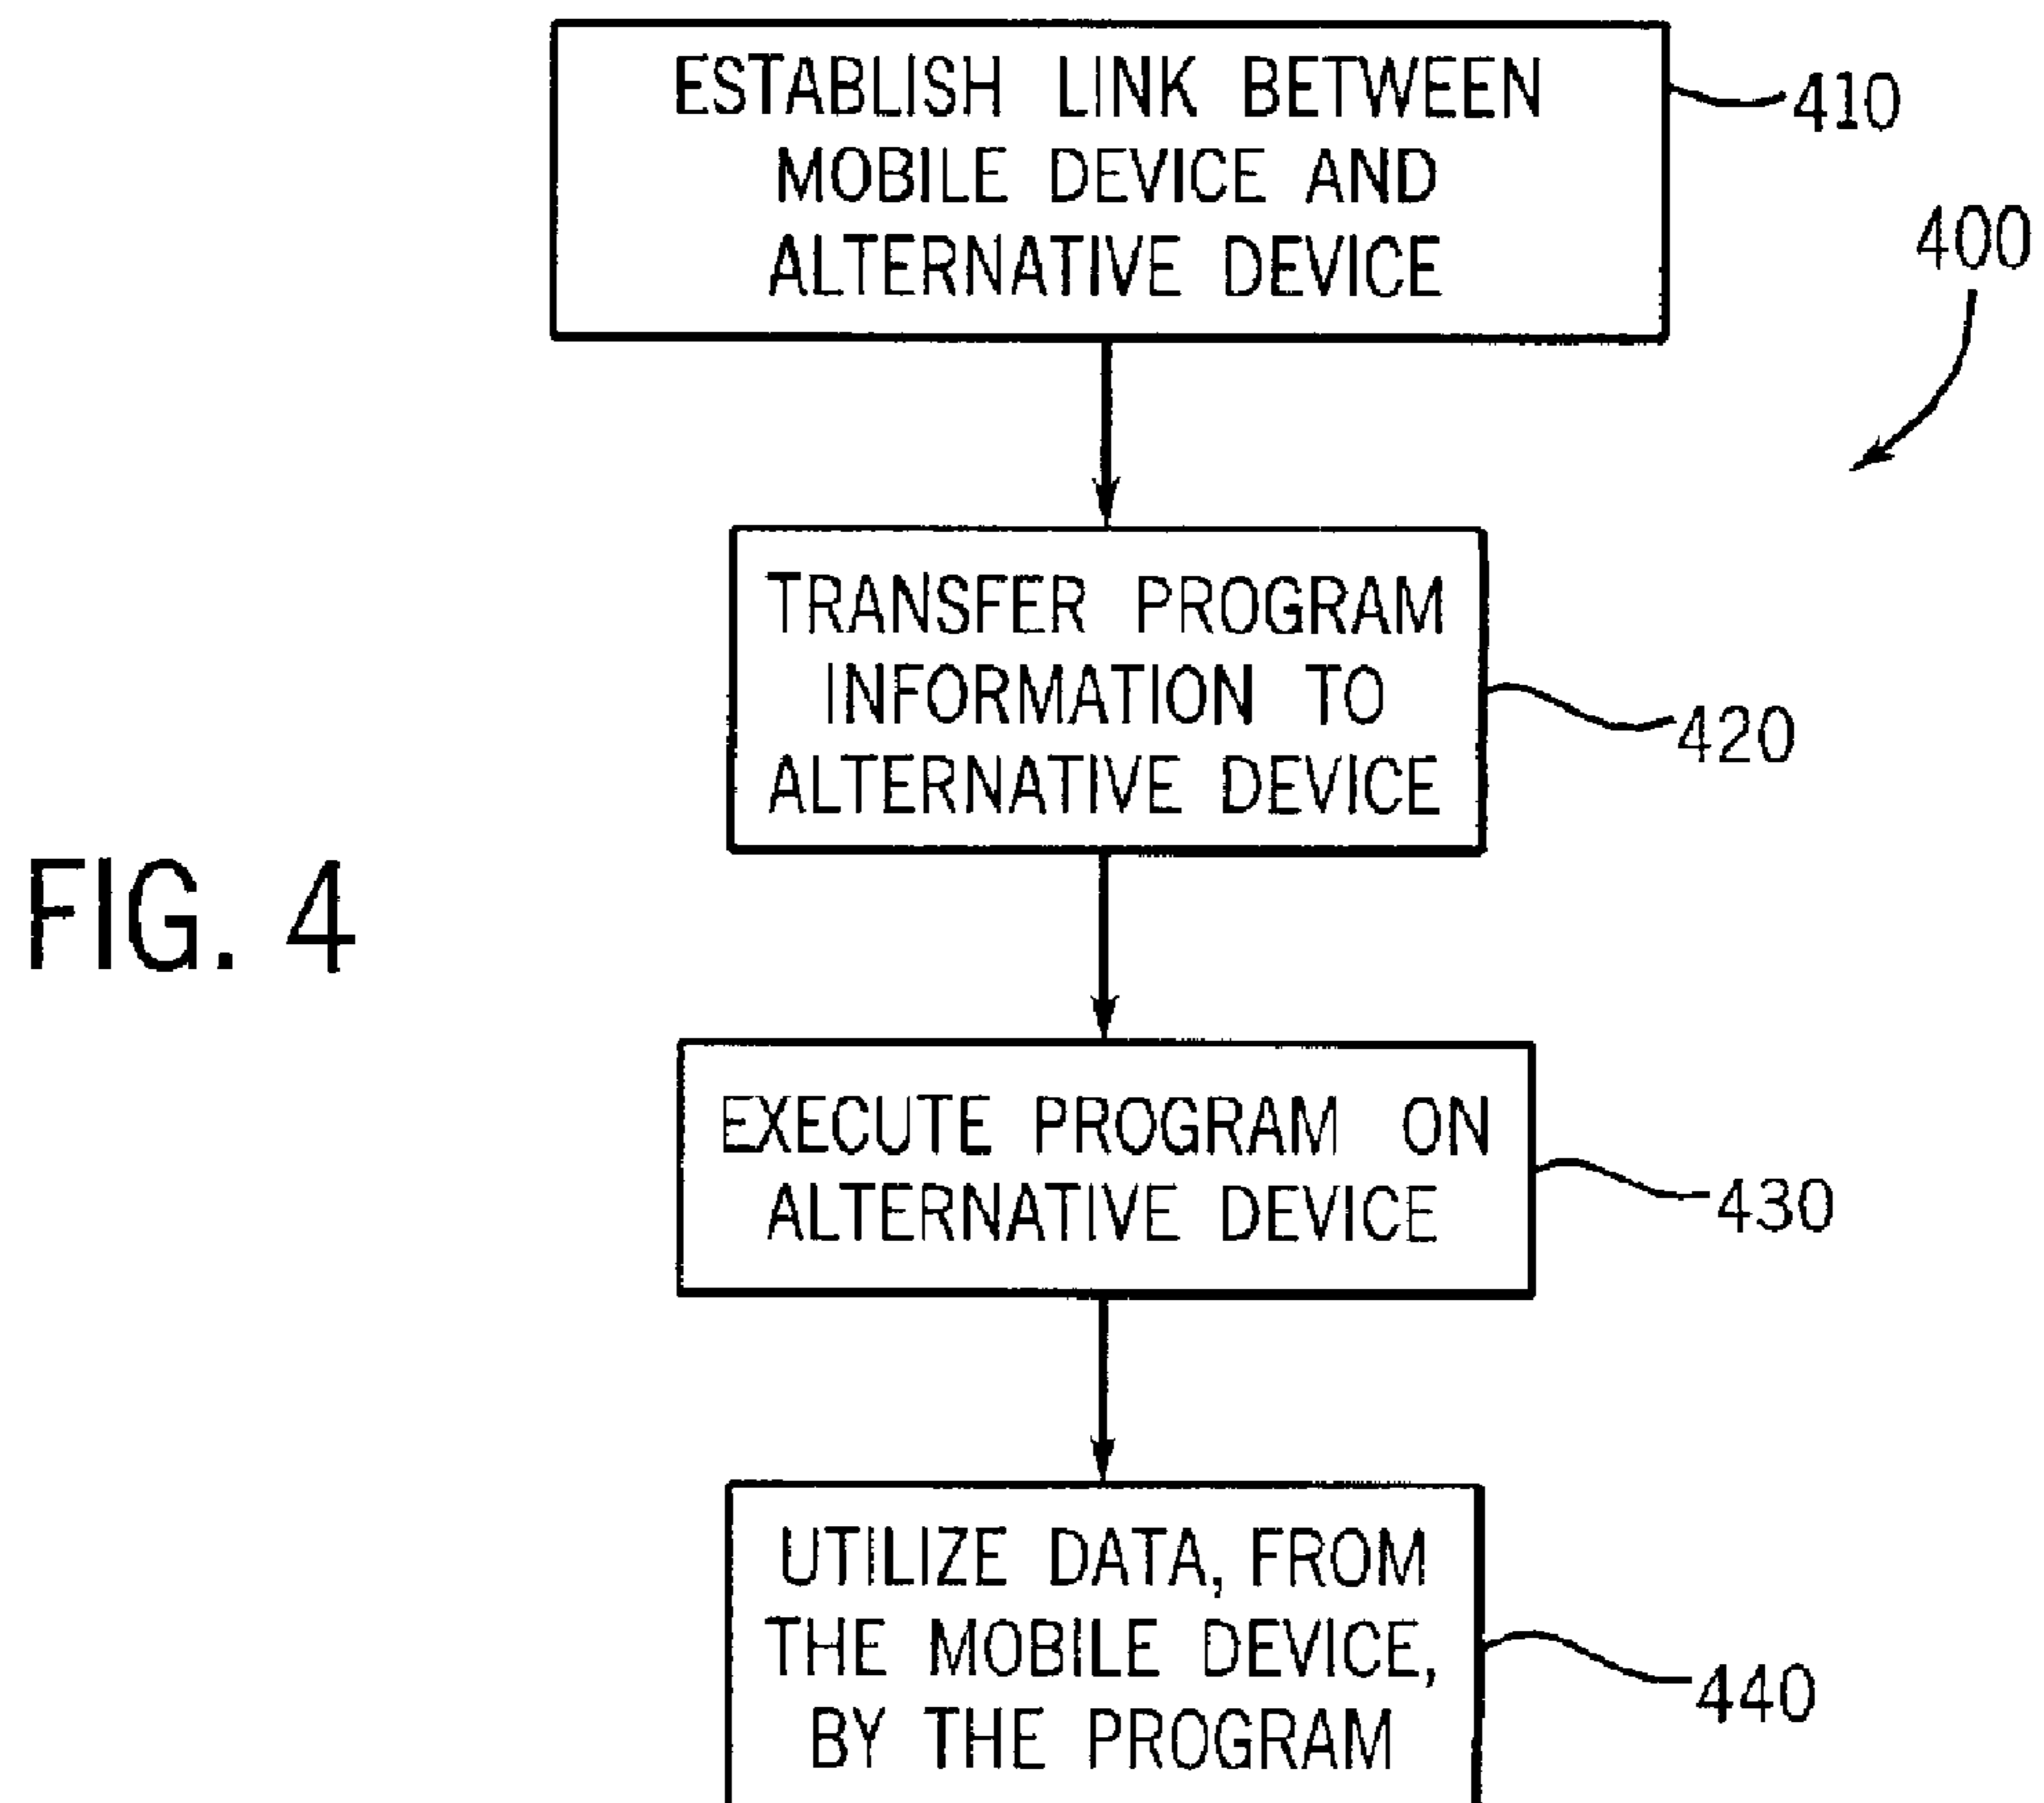 ESTABLISH LINK BETWEEN
MOBILE DEVICE AND
ALTERNATIVE DEVICE
410
400
TRANSFER PROGRAM
INFORMATION TO
ALTERNATIVE DEVICE
420
FIG. 4
EXECUTE PROGRAM ON
ALTERNATIVE DEVICE
430
UTILIZE DATA, FROM
THE MOBILE DEVICE,
BY THE PROGRAM
440